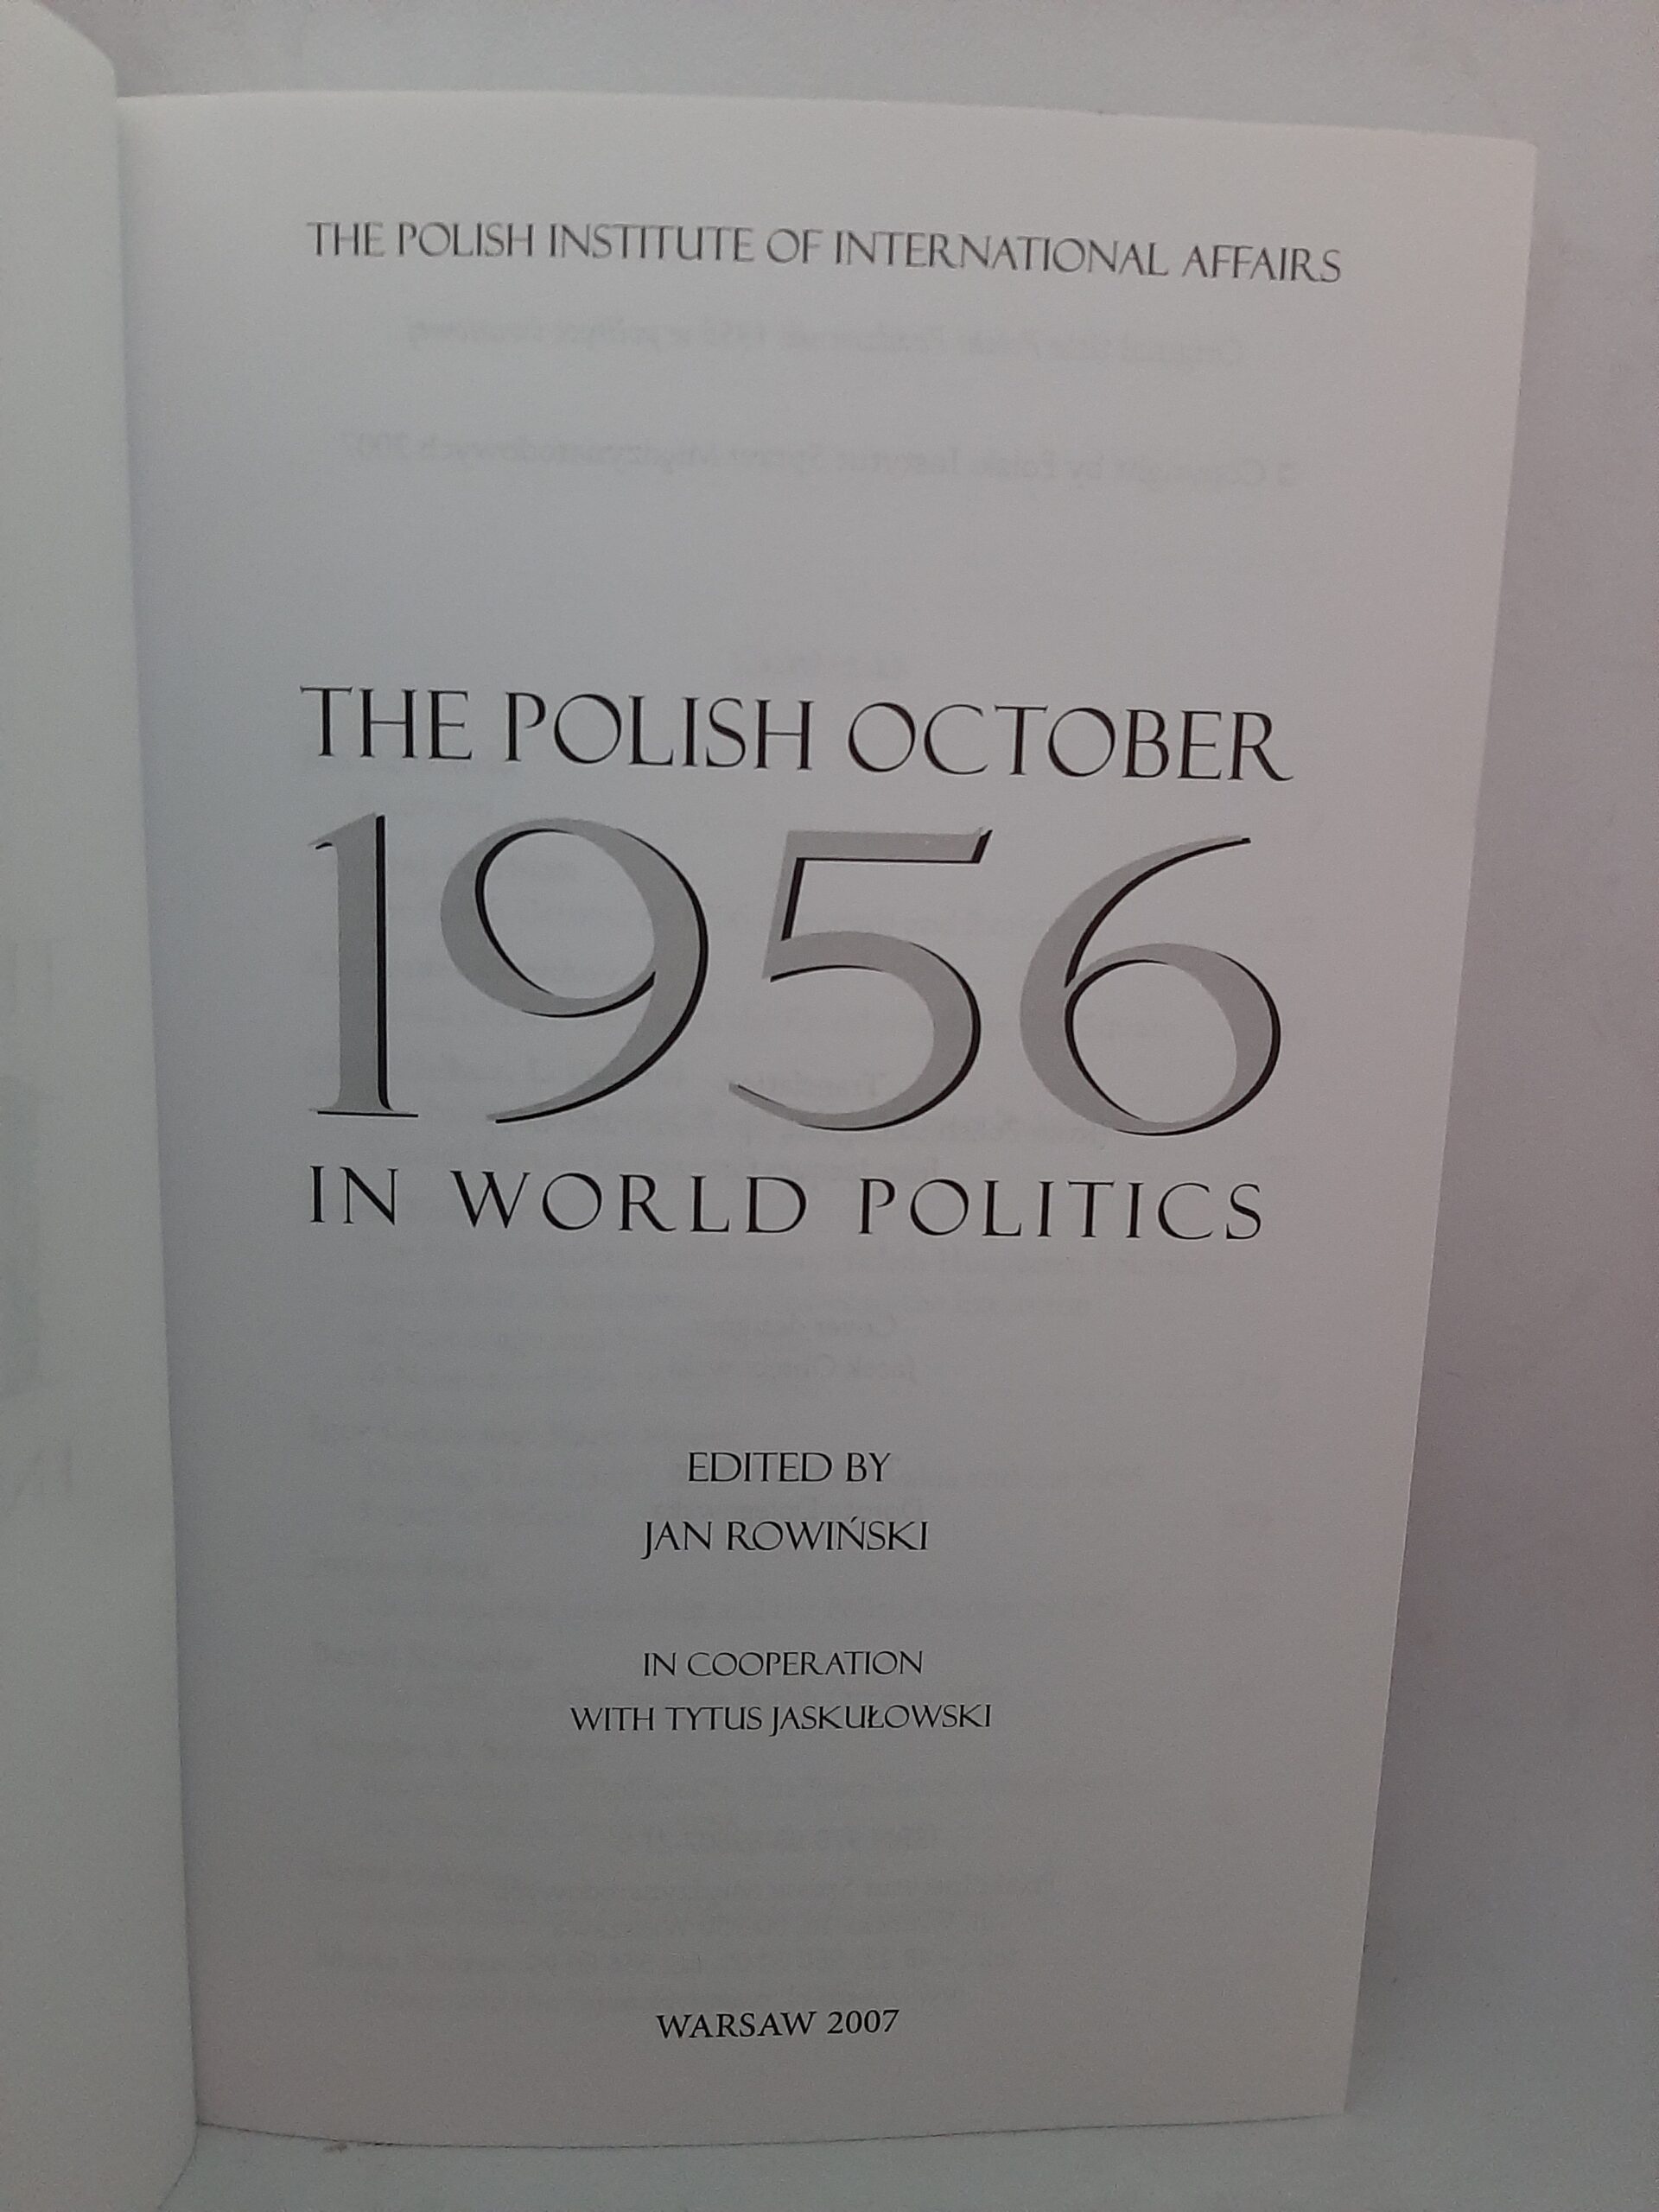 THE POLISH INSTITUTE OF INTERNATIONAL AFFAIRS
THE POLISH OCTOBER
1956
IN WORLD POLITICS
EDITED BY
JAN ROWIŃSKI
IN COOPERATION
WITH TYTUS JASKUŁOWSKI
WARSAW 2007